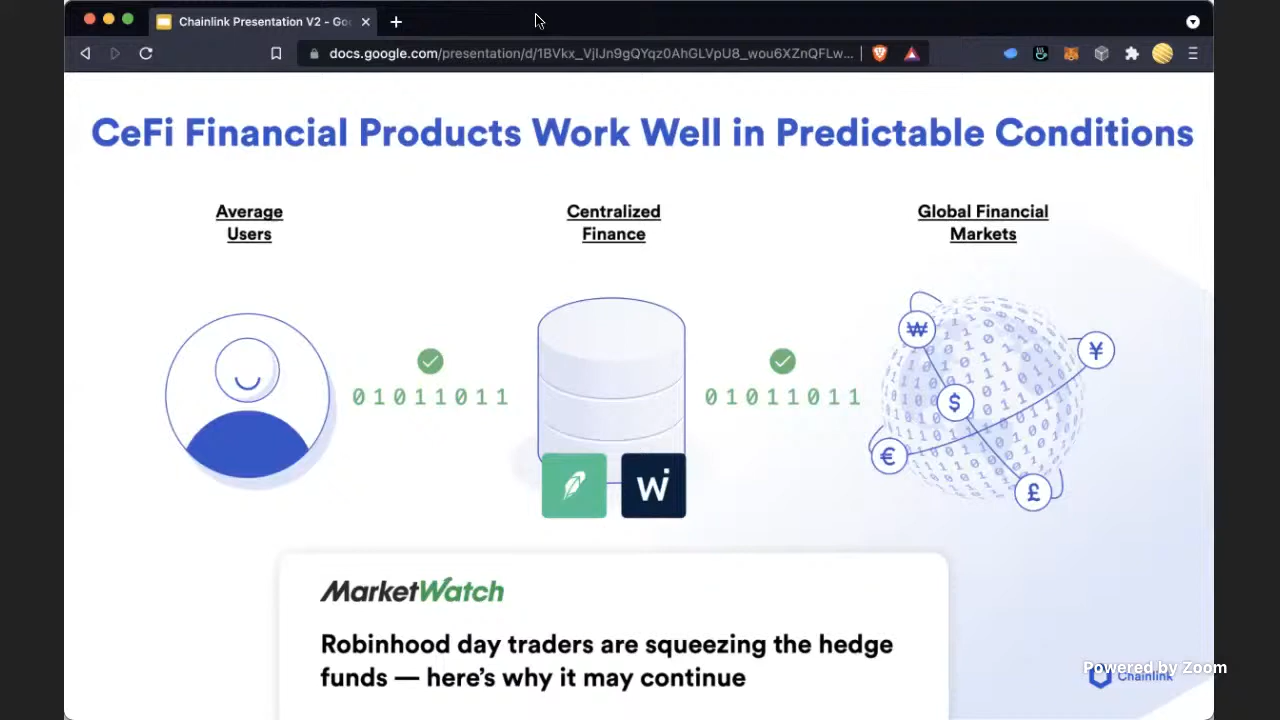 Chainlink Presentation V2 - Goo
docs.google.com/presentation/d/1BVkx_VjlJn9gQYqz0AhGLVpU8_wou6XZnQFLw...
CeFi Financial Products Work Well in Predictable Conditions
Average
Users
Centralized
Finance
Global Financial
Markets
01011011
01011011
₩
¥
$
€
£
W
MarketWatch
Robinhood day traders are squeezing the hedge
funds — here's why it may continue
Powered by Zoom
Chainlink